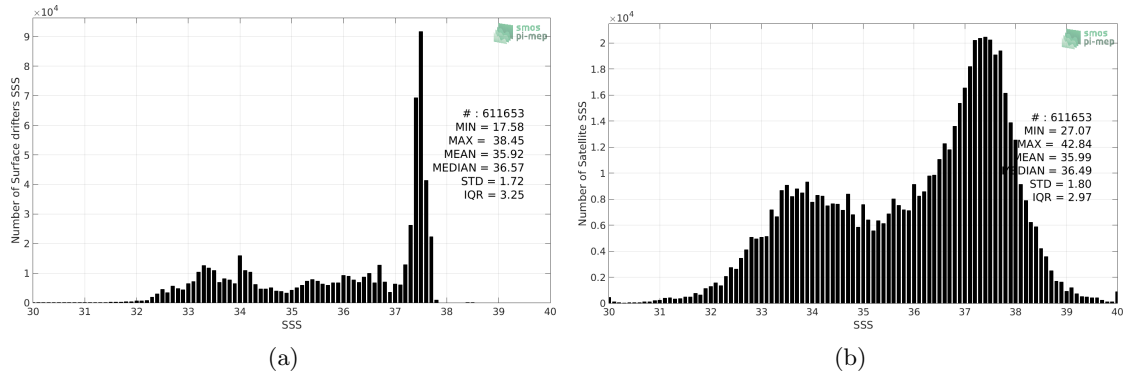 ×10⁴
9
8
7
6
5
4
3
2
1
0
Number of Surface drifters SSS
30 31 32 33 34 35 36 37 38 39 40
SSS
smos
pi-mep
# : 611653
MIN = 17.58
MAX = 38.45
MEAN = 35.92
MEDIAN = 36.57
STD = 1.72
IQR = 3.25
(a)
×10⁴
2
1.8
1.6
1.4
1.2
1
0.8
0.6
0.4
0.2
0
Number of Satellite SSS
30 31 32 33 34 35 36 37 38 39 40
SSS
smos
pi-mep
# : 611653
MIN = 27.07
MAX = 42.84
MEAN = 35.99
MEDIAN = 36.49
STD = 1.80
IQR = 2.97
(b)